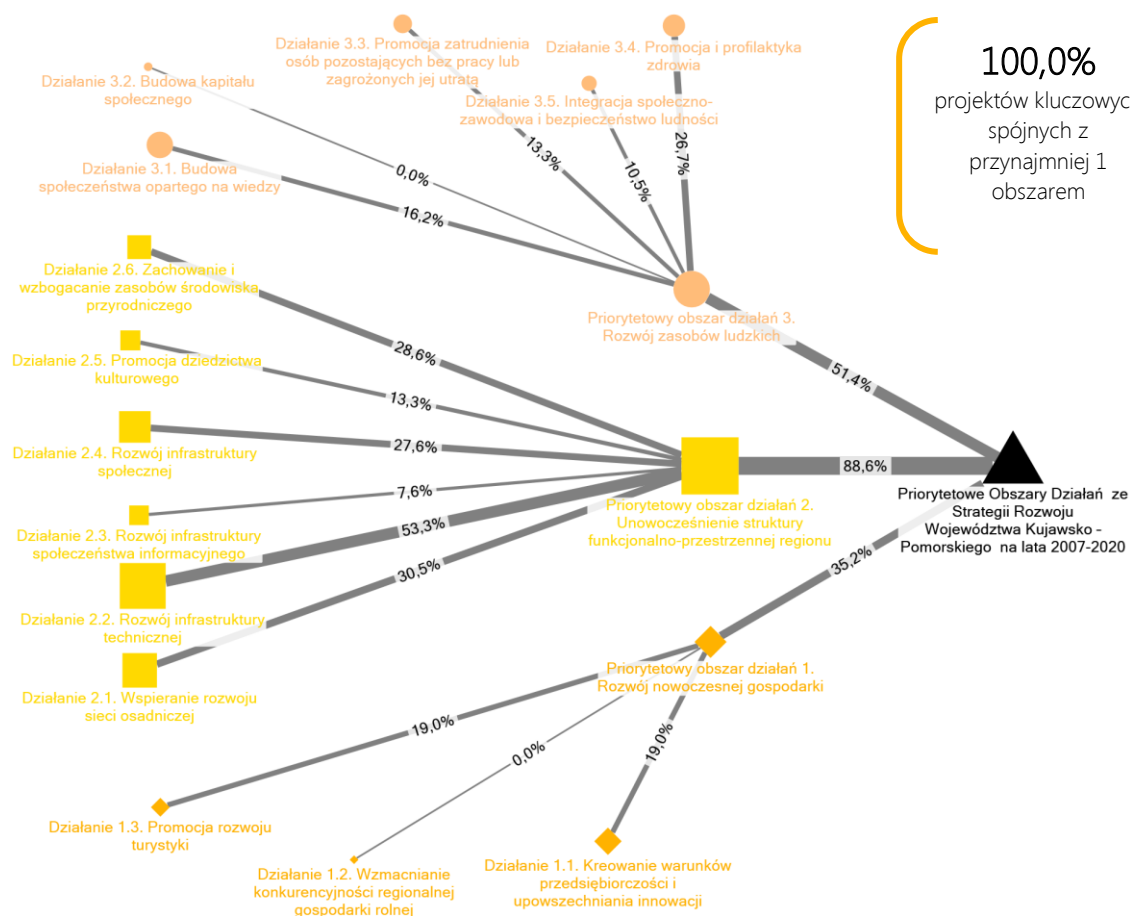 Działanie 3.3. Promocja zatrudnienia
osób pozostających bez pracy lub
zagrożonych jej utratą
Działanie 3.4. Promocja i profilaktyka
zdrowia
100,0%
projektów kluczowyc
spójnych z
przynajmniej 1
obszarem
Działanie 3.2. Budowa kapitału
społecznego
Działanie 3.5. Integracja społeczno-
zawodowa i bezpieczeństwo ludności
Działanie 3.1. Budowa
społeczeństwa opartego na wiedzy
13,3%
10,5%
26,7%
0,0%
16,2%
Działanie 2.6. Zachowanie i
wzbogacanie zasobów środowiska
przyrodniczego
Priorytetowy obszar działań 3.
Rozwój zasobów ludzkich
28,6%
51,4%
Działanie 2.5. Promocja dziedzictwa
kulturowego
13,3%
Działanie 2.4. Rozwój infrastruktury
społecznej
27,6%
88,6%
Priorytetowy obszar działań 2.
Unowocześnienie struktury
funkcjonalno-przestrzennej regionu
Priorytetowe Obszary Działań ze
Strategii Rozwoju
Województwa Kujawsko -
Pomorskiego na lata 2007-2020
7,6%
Działanie 2.3. Rozwój infrastruktury
społeczeństwa informacyjnego
53,3%
30,5%
35,2%
Działanie 2.2. Rozwój infrastruktury
technicznej
Działanie 2.1. Wspieranie rozwoju
sieci osadniczej
Priorytetowy obszar działań 1.
Rozwój nowoczesnej gospodarki
19,0%
0,0%
19,0%
Działanie 1.3. Promocja rozwoju
turystyki
Działanie 1.2. Wzmacnianie
konkurencyjności regionalnej
gospodarki rolnej
Działanie 1.1. Kreowanie warunków
przedsiębiorczości i
upowszechniania innowacji